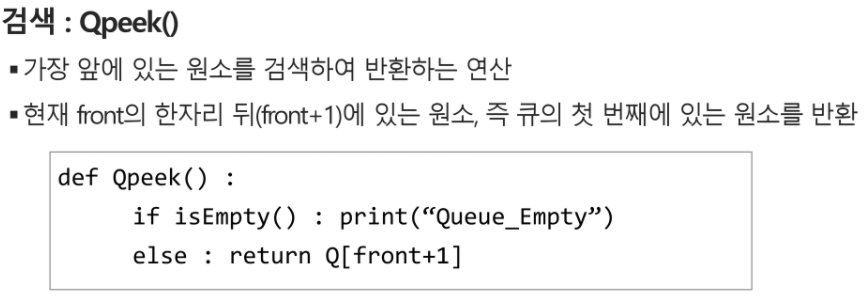 검색 : Qpeek()
▪가장 앞에 있는 원소를 검색하여 반환하는 연산
▪현재 front의 한자리 뒤(front+1)에 있는 원소, 즉 큐의 첫 번째에 있는 원소를 반환
def Qpeek() :
if isEmpty() : print(“Queue_Empty”)
else : return Q[front+1]